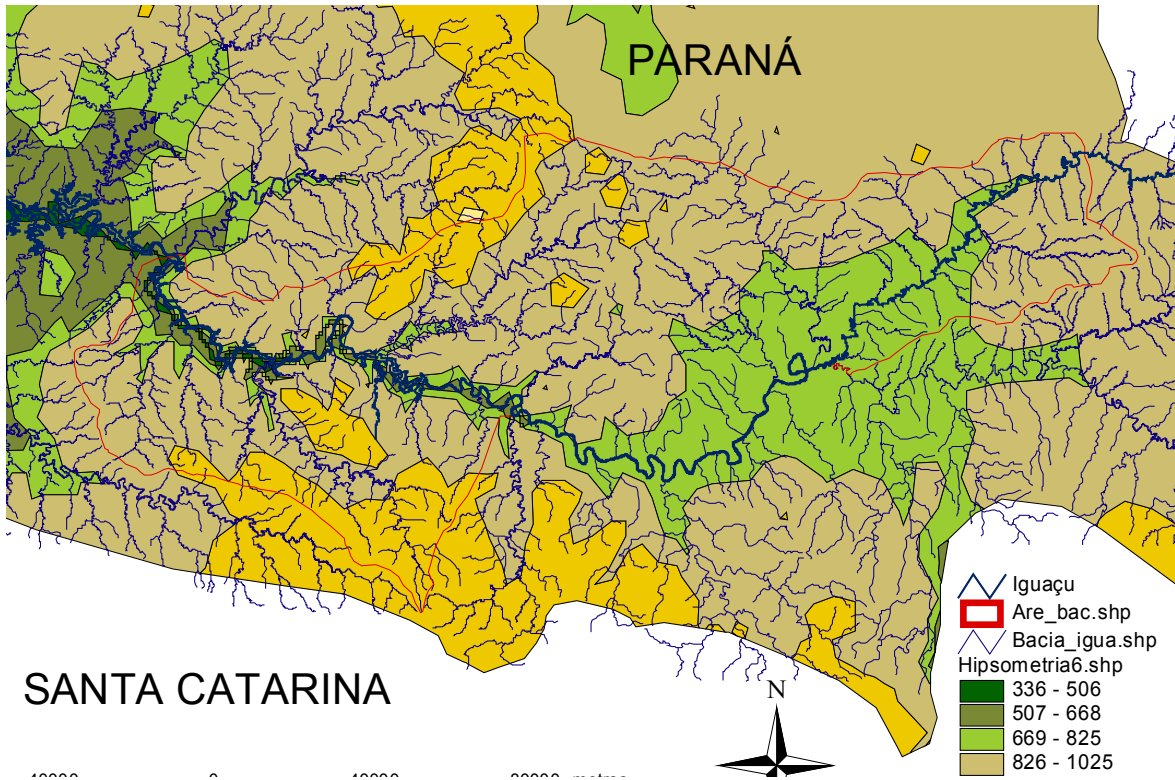 PARANÁ
SANTA CATARINA
N
Iguaçu
Are_bac.shp
Bacia_igua.shp
Hipsometria6.shp
336 - 506
507 - 668
669 - 825
826 - 1025